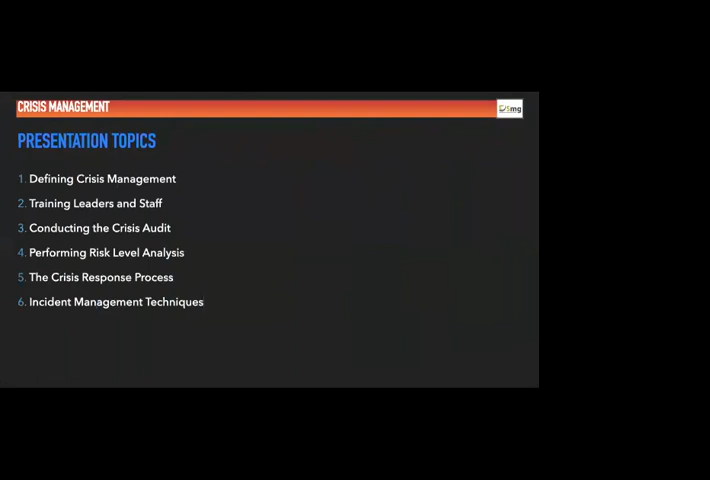 CRISIS MANAGEMENT
5mg
PRESENTATION TOPICS
1. Defining Crisis Management
2. Training Leaders and Staff
3. Conducting the Crisis Audit
4. Performing Risk Level Analysis
5. The Crisis Response Process
6. Incident Management Techniques